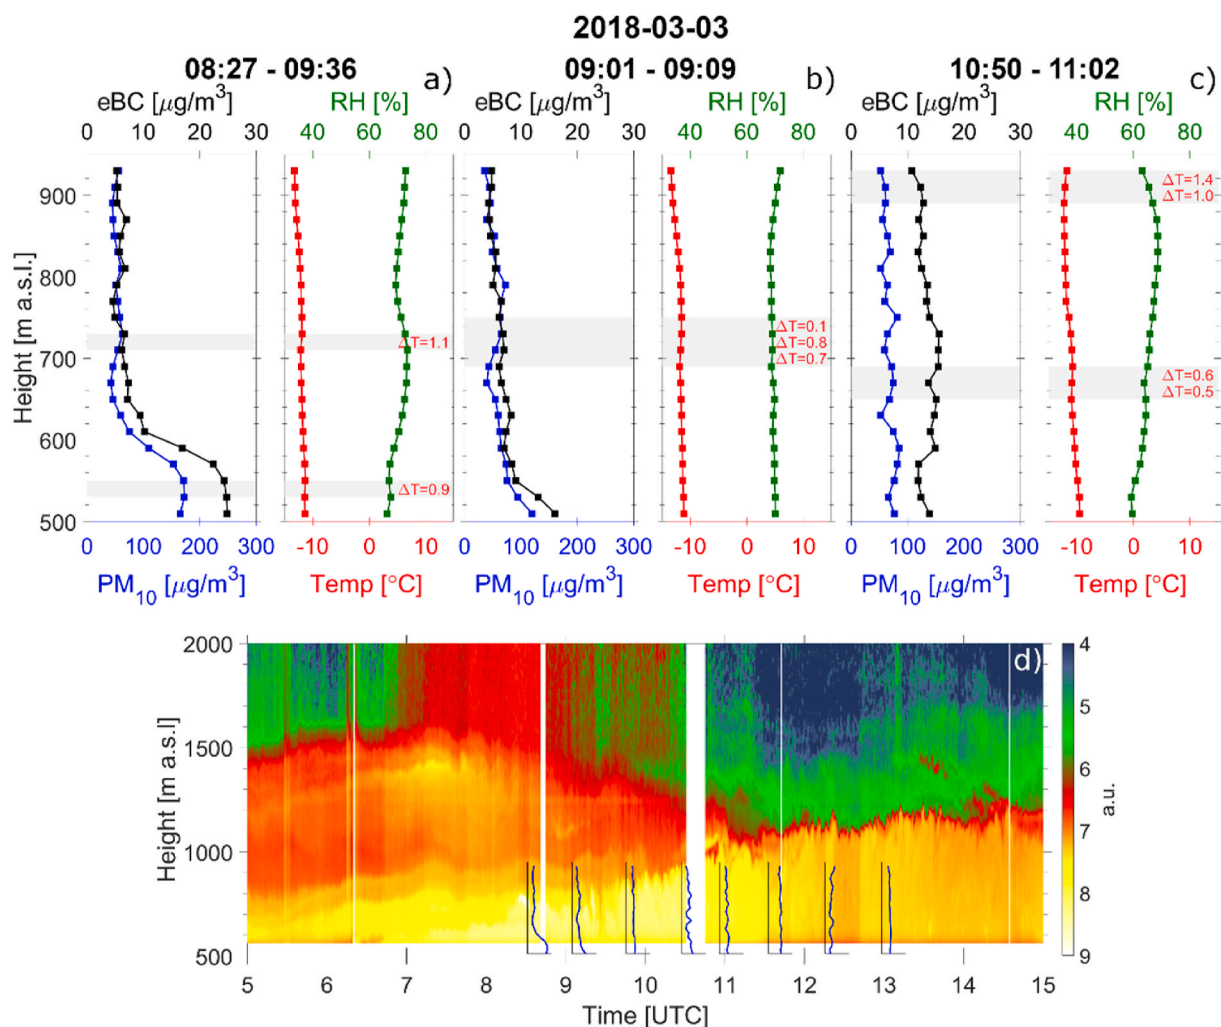 2018-03-03
08:27 - 09:36 a)
09:01 - 09:09 b)
10:50 - 11:02 c)
eBC [μg/m³] RH [%] eBC [μg/m³] RH [%] eBC [μg/m³] RH [%]
0 10 20 30 40 60 80 0 10 20 30 40 60 80 0 10 20 30 40 60 80
Height [m a.s.l.]
900
800
700
600
500
ΔT=1.1
ΔT=0.9
ΔT=0.1
ΔT=0.8
ΔT=0.7
ΔT=1.4
ΔT=1.0
ΔT=0.6
ΔT=0.5
0 100 200 300 -10 0 10 0 100 200 300 -10 0 10 0 100 200 300 -10 0 10
PM₁₀ [μg/m³] Temp [°C] PM₁₀ [μg/m³] Temp [°C] PM₁₀ [μg/m³] Temp [°C]
d)
Height [m a.s.l]
2000
1500
1000
500
4
5
6
7
8
9
a.u.
5 6 7 8 9 10 11 12 13 14 15
Time [UTC]